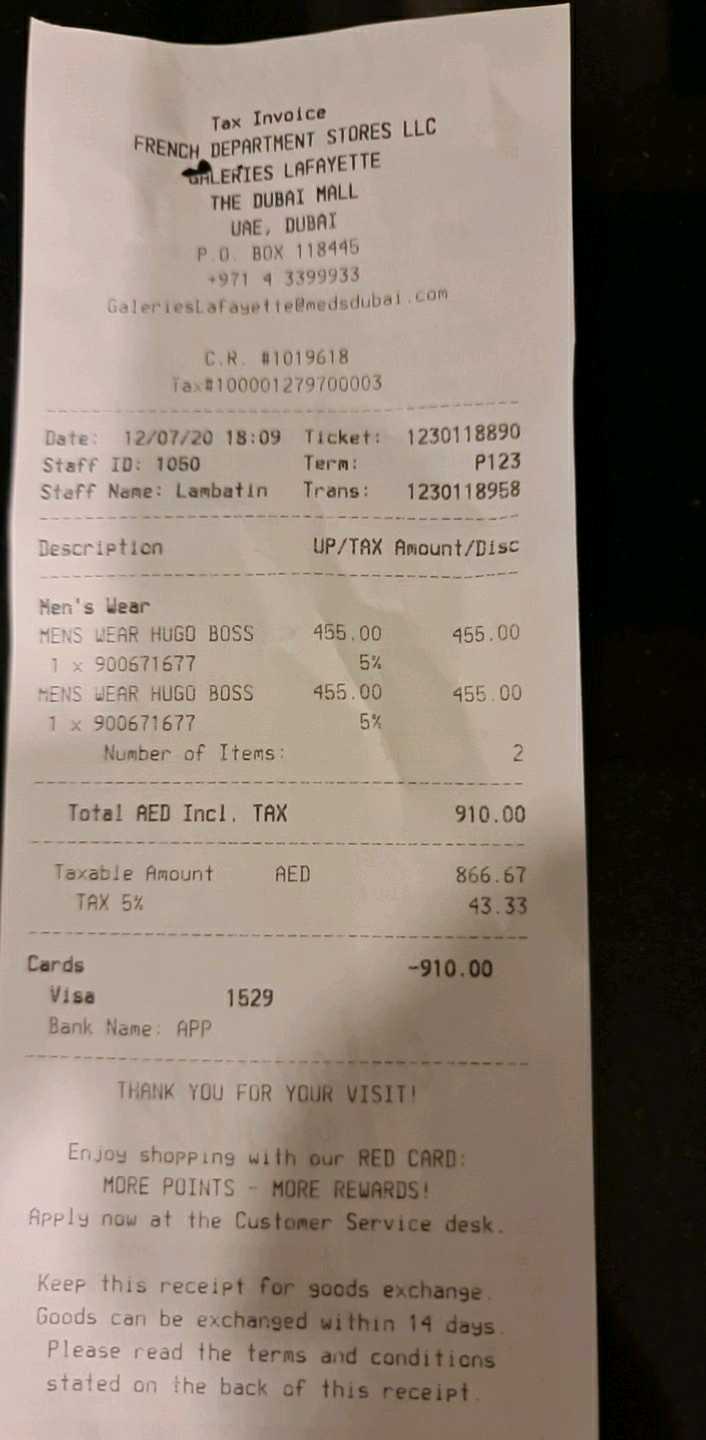 Tax Invoice
FRENCH DEPARTMENT STORES LLC
GALERIES LAFAYETTE
THE DUBAI MALL
UAE, DUBAI
P.O. BOX 118445
+971 4 3399933
GaleriesLafayette@medsdubai.com
C.R. #1019618
Tax#100001279700003
Date: 12/07/20 18:09 Ticket: 1230118890
Staff ID: 1050 Term: P123
Staff Name: Lambatin Trans: 1230118958
Description UP/TAX Amount/Disc
Men's Wear
MENS WEAR HUGO BOSS 455.00 455.00
1 x 900671677 5%
MENS WEAR HUGO BOSS 455.00 455.00
1 x 900671677 5%
Number of Items: 2
Total AED Incl. TAX 910.00
Taxable Amount AED 866.67
TAX 5% 43.33
Cards -910.00
Visa 1529
Bank Name: APP
THANK YOU FOR YOUR VISIT!
Enjoy shopping with our RED CARD:
MORE POINTS - MORE REWARDS!
Apply now at the Customer Service desk.
Keep this receipt for goods exchange.
Goods can be exchanged within 14 days.
Please read the terms and conditions
stated on the back of this receipt.